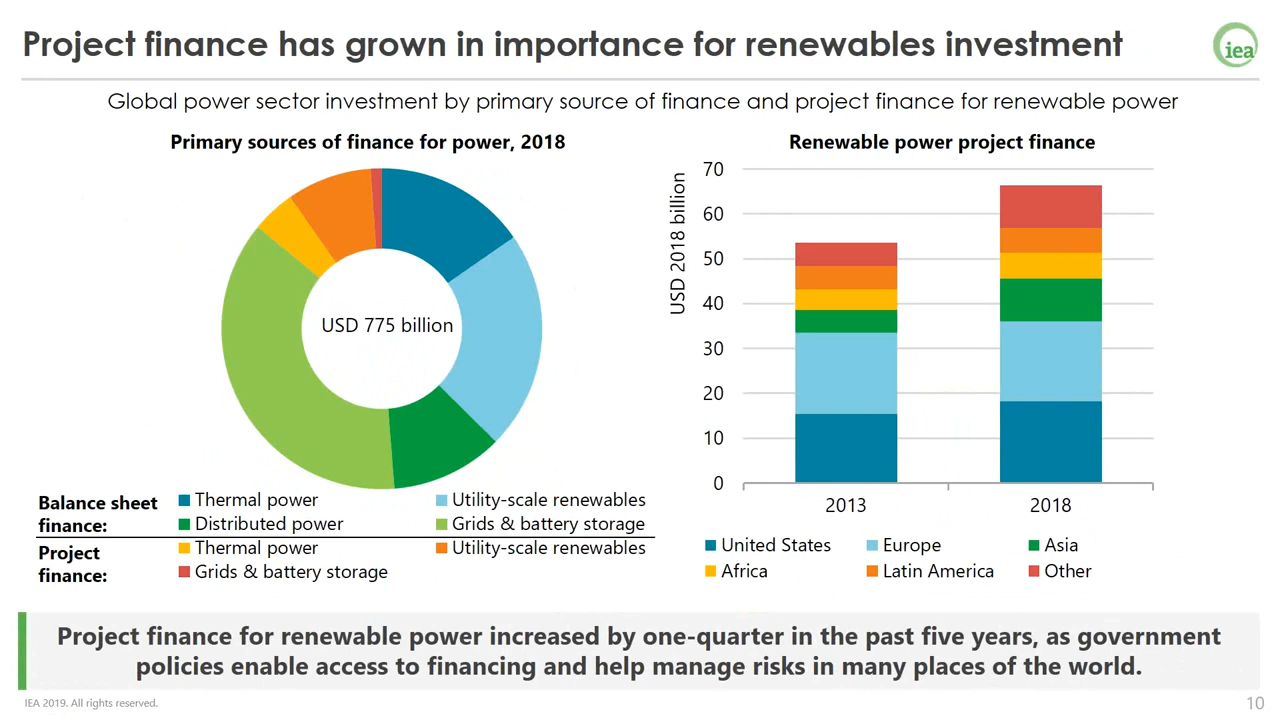 Project finance has grown in importance for renewables investment
iea
Global power sector investment by primary source of finance and project finance for renewable power
Primary sources of finance for power, 2018
USD 775 billion
Balance sheet finance:
Thermal power
Utility-scale renewables
Distributed power
Grids & battery storage
Project finance:
Thermal power
Utility-scale renewables
Grids & battery storage
Renewable power project finance
USD 2018 billion
70
60
50
40
30
20
10
0
2013
2018
United States
Europe
Asia
Africa
Latin America
Other
Project finance for renewable power increased by one-quarter in the past five years, as government
policies enable access to financing and help manage risks in many places of the world.
IEA 2019. All rights reserved.
10